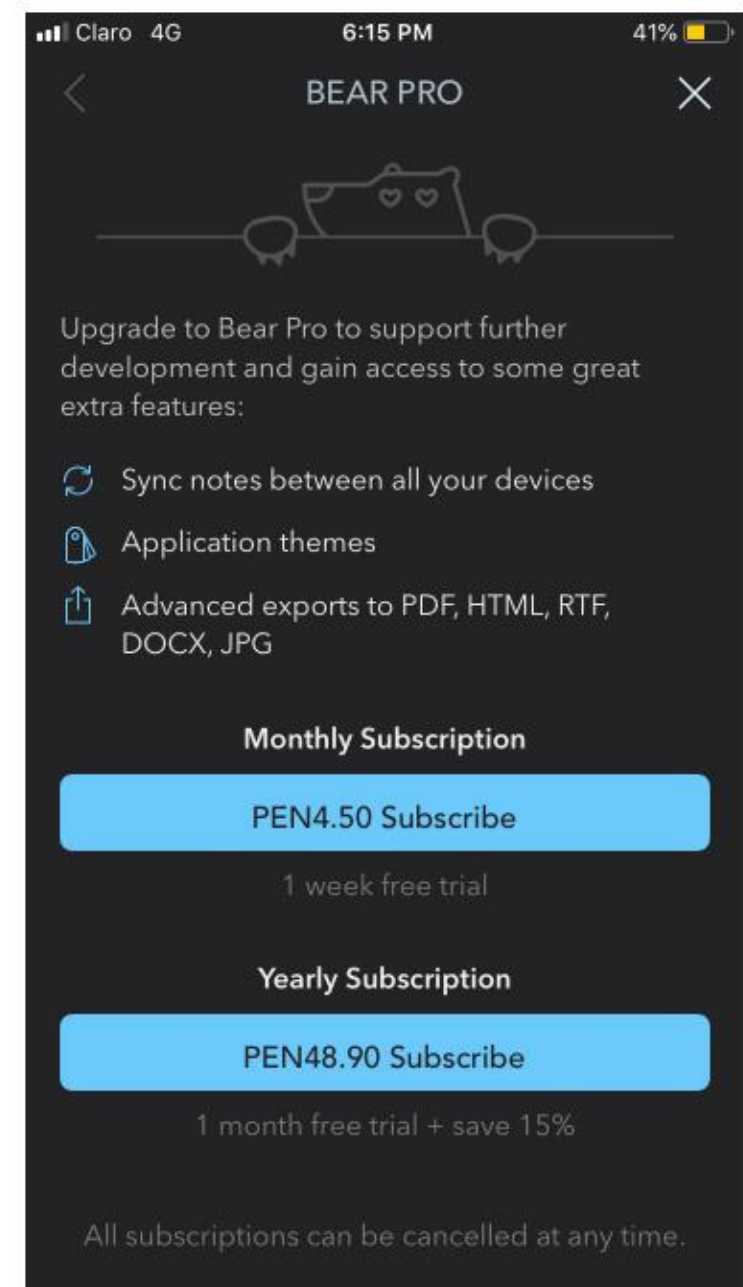 Claro 4G 6:15 PM 41%
BEAR PRO
Upgrade to Bear Pro to support further
development and gain access to some great
extra features:
Sync notes between all your devices
Application themes
Advanced exports to PDF, HTML, RTF,
DOCX, JPG
Monthly Subscription
PEN4.50 Subscribe
1 week free trial
Yearly Subscription
PEN48.90 Subscribe
1 month free trial + save 15%
All subscriptions can be cancelled at any time.